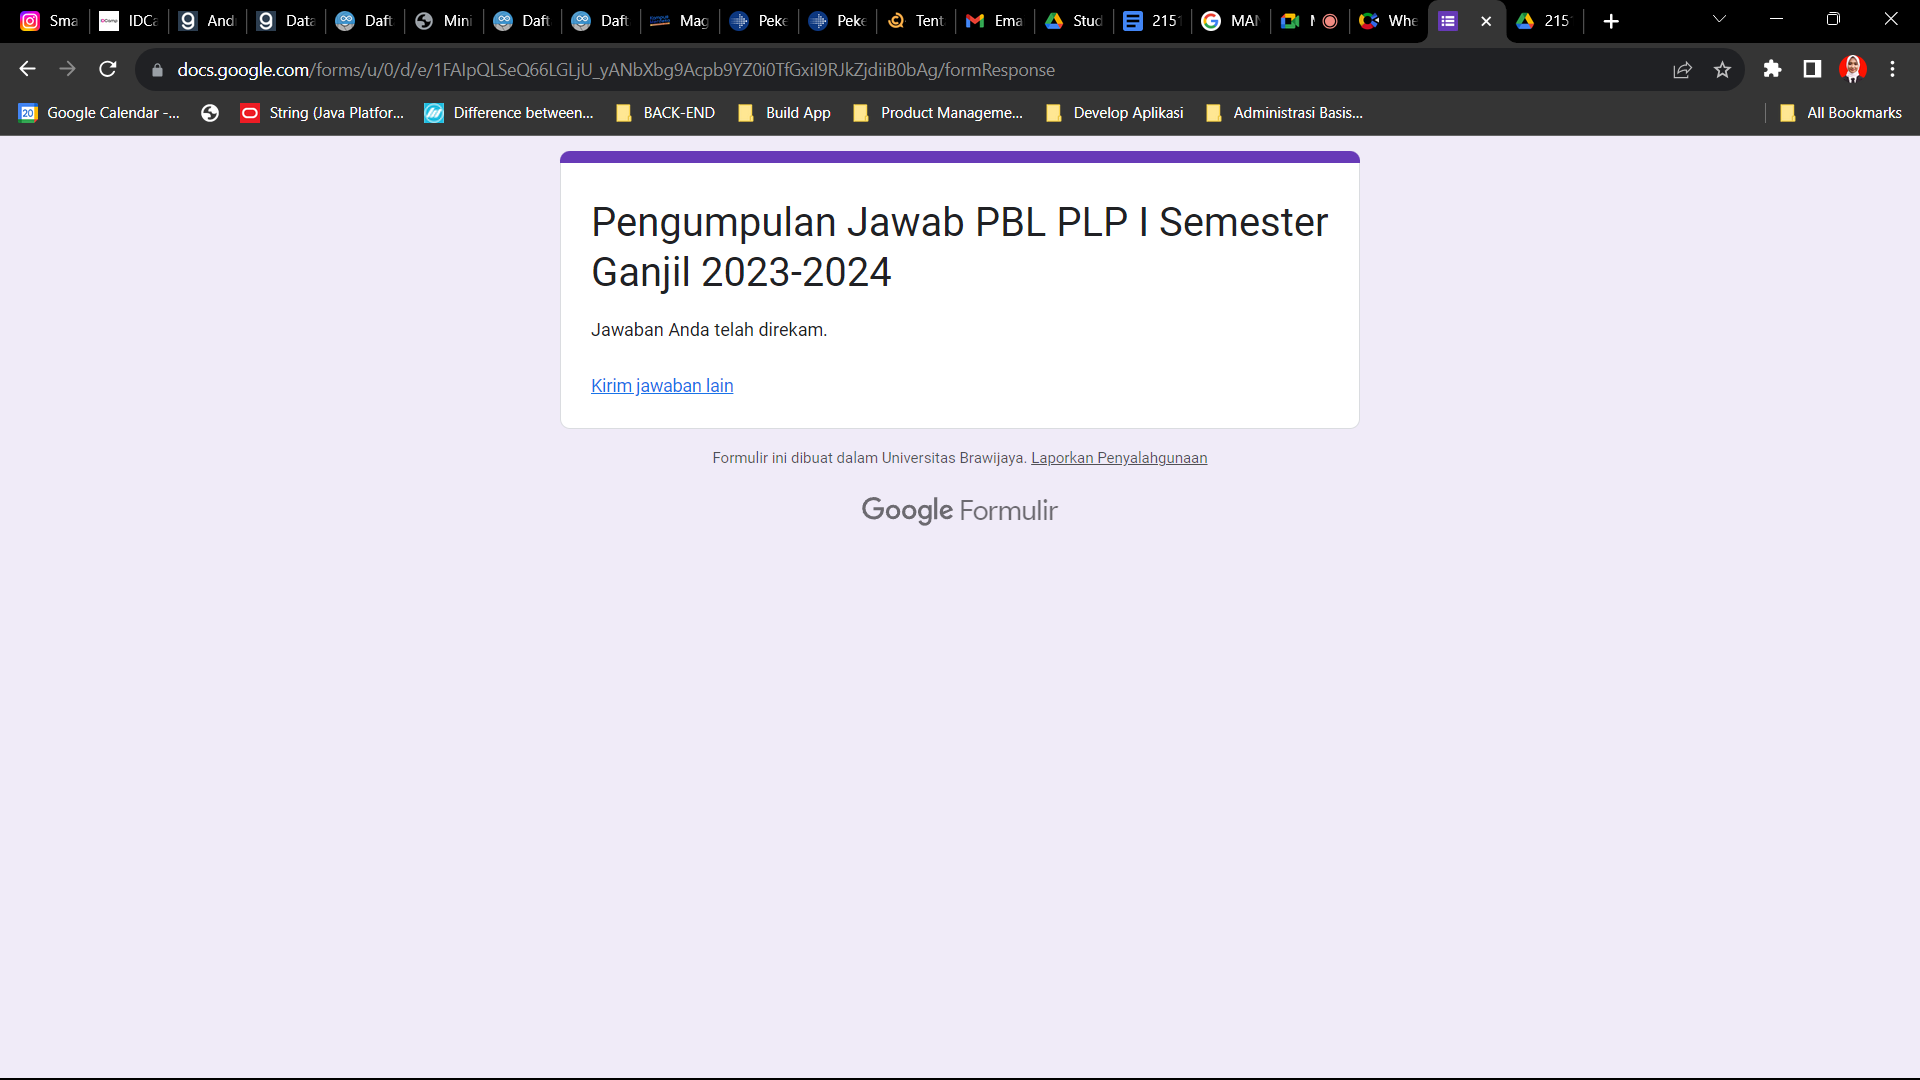 Sma IDCa And Data Daft Mini Daft Daft Mag Peke Peke Tent Ema Stud 2151 MAN Whe 215
docs.google.com/forms/u/0/d/e/1FAIpQLSeQ66LGLjU_yANbXbg9Acpb9YZ0i0TfGxiI9RJkZjdiiB0bAg/formResponse
Google Calendar -... String (Java Platfor... Difference between... BACK-END Build App Product Manageme... Develop Aplikasi Administrasi Basis... All Bookmarks
Pengumpulan Jawab PBL PLP I Semester
Ganjil 2023-2024
Jawaban Anda telah direkam.
Kirim jawaban lain
Formulir ini dibuat dalam Universitas Brawijaya. Laporkan Penyalahgunaan
Google Formulir